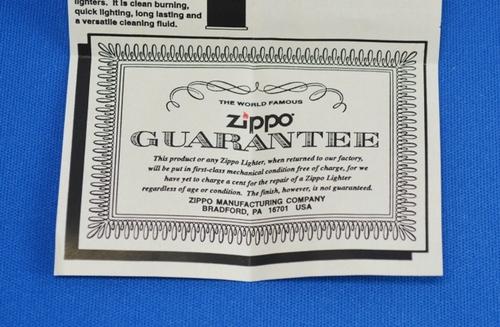 lighters. It is clean burning,
quick lighting, long lasting and
a versatile cleaning fluid.
THE WORLD FAMOUS
Zippo
GUARANTEE
This product or any Zippo Lighter, when returned to our factory,
will be put in first-class mechanical condition free of charge, for we
have yet to charge a cent for the repair of a Zippo Lighter
regardless of age or condition. The finish, however, is not guaranteed.
ZIPPO MANUFACTURING COMPANY
BRADFORD, PA 16701 USA